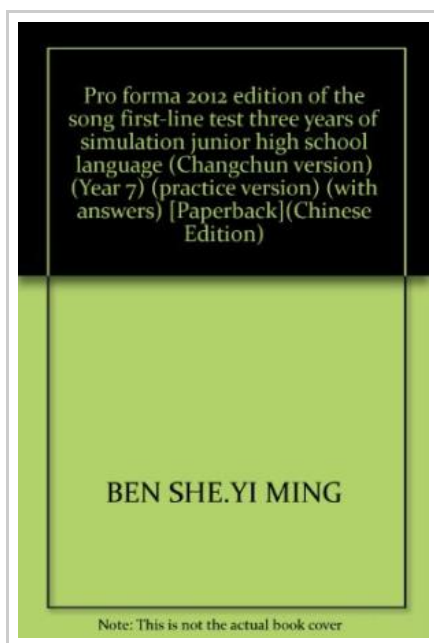 Pro forma 2012 edition of the
song first-line test three years of
simulation junior high school
language (Changchun version)
(Year 7) (practice version) (with
answers) [Paperback](Chinese
Edition)
BEN SHE.YI MING
Note: This is not the actual book cover